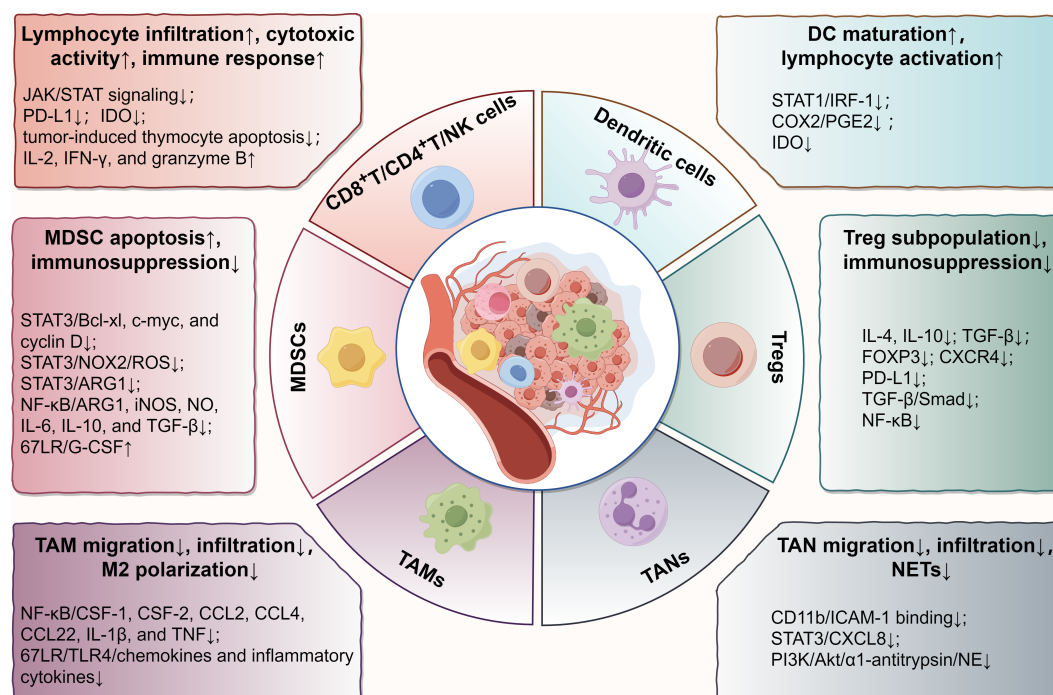 Lymphocyte infiltration↑, cytotoxic
activity↑, immune response↑
JAK/STAT signaling↓;
PD-L1↓; IDO↓;
tumor-induced thymocyte apoptosis↓;
IL-2, IFN-γ, and granzyme B↑
DC maturation↑,
lymphocyte activation↑
STAT1/IRF-1↓;
COX2/PGE2↓ ;
IDO↓
CD8⁺T/CD4⁺T/NK cells
Dendritic cells
MDSC apoptosis↑,
immunosuppression↓
STAT3/Bcl-xl, c-myc, and
cyclin D↓;
STAT3/NOX2/ROS↓;
STAT3/ARG1↓;
NF-κB/ARG1, iNOS, NO,
IL-6, IL-10, and TGF-β↓;
67LR/G-CSF↑
MDSCs
Tregs
Treg subpopulation↓,
immunosuppression↓
IL-4, IL-10↓; TGF-β↓;
FOXP3↓; CXCR4↓;
PD-L1↓;
TGF-β/Smad↓;
NF-κB↓
TAMs
TANs
TAM migration↓, infiltration↓,
M2 polarization↓
NF-κB/CSF-1, CSF-2, CCL2, CCL4,
CCL22, IL-1β, and TNF↓;
67LR/TLR4/chemokines and inflammatory
cytokines↓
TAN migration↓, infiltration↓,
NETs↓
CD11b/ICAM-1 binding↓;
STAT3/CXCL8↓;
PI3K/Akt/α1-antitrypsin/NE↓